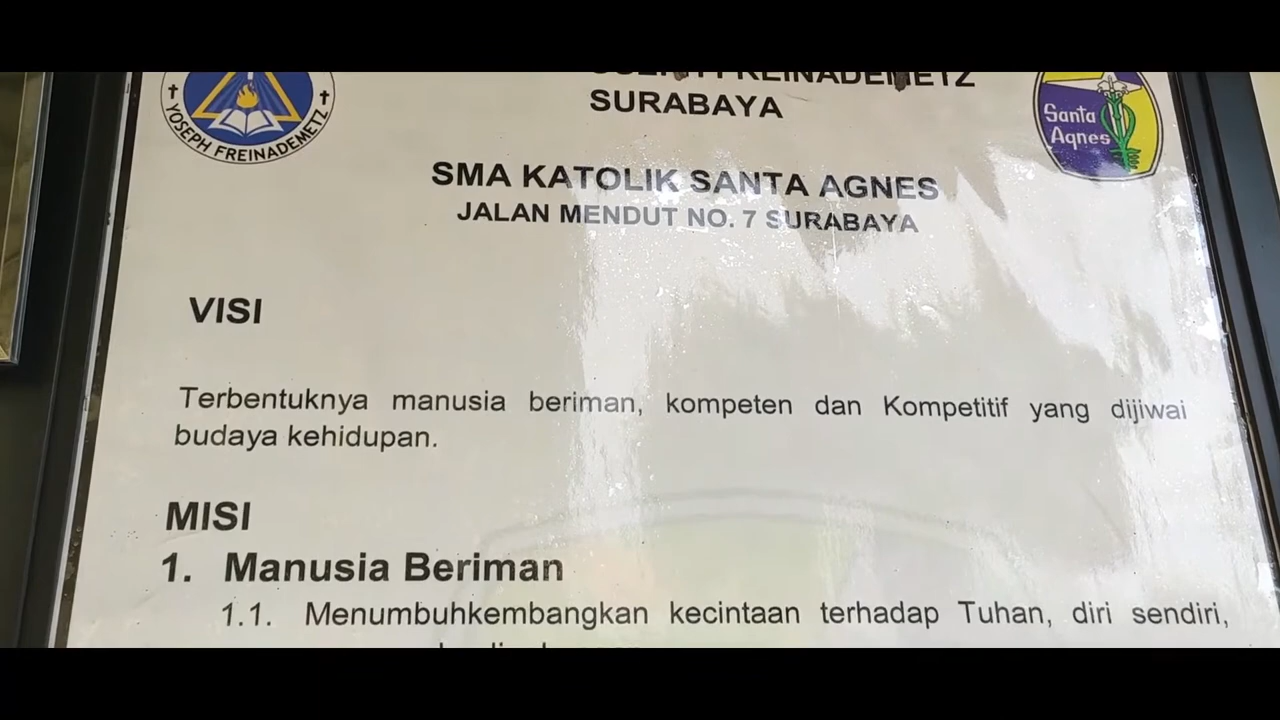 FREINADEMETZ
SURABAYA
YOSEPH FREINADEMETZ
Santa
Agnes
SMA KATOLIK SANTA AGNES
JALAN MENDUT NO. 7 SURABAYA
VISI
Terbentuknya manusia beriman, kompeten dan Kompetitif yang dijiwai
budaya kehidupan.
MISI
1. Manusia Beriman
1.1. Menumbuhkembangkan kecintaan terhadap Tuhan, diri sendiri,